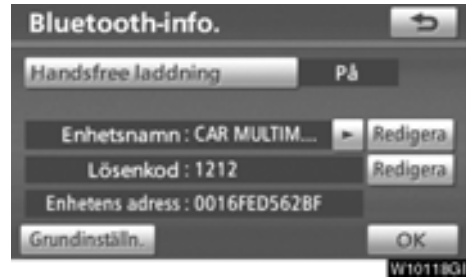 Bluetooth-info.
Handsfree laddning På
Enhetsnamn : CAR MULTIM... Redigera
Lösenkod : 1212 Redigera
Enhetens adress : 0016FED562BF
Grundinställn. OK
W10118GI